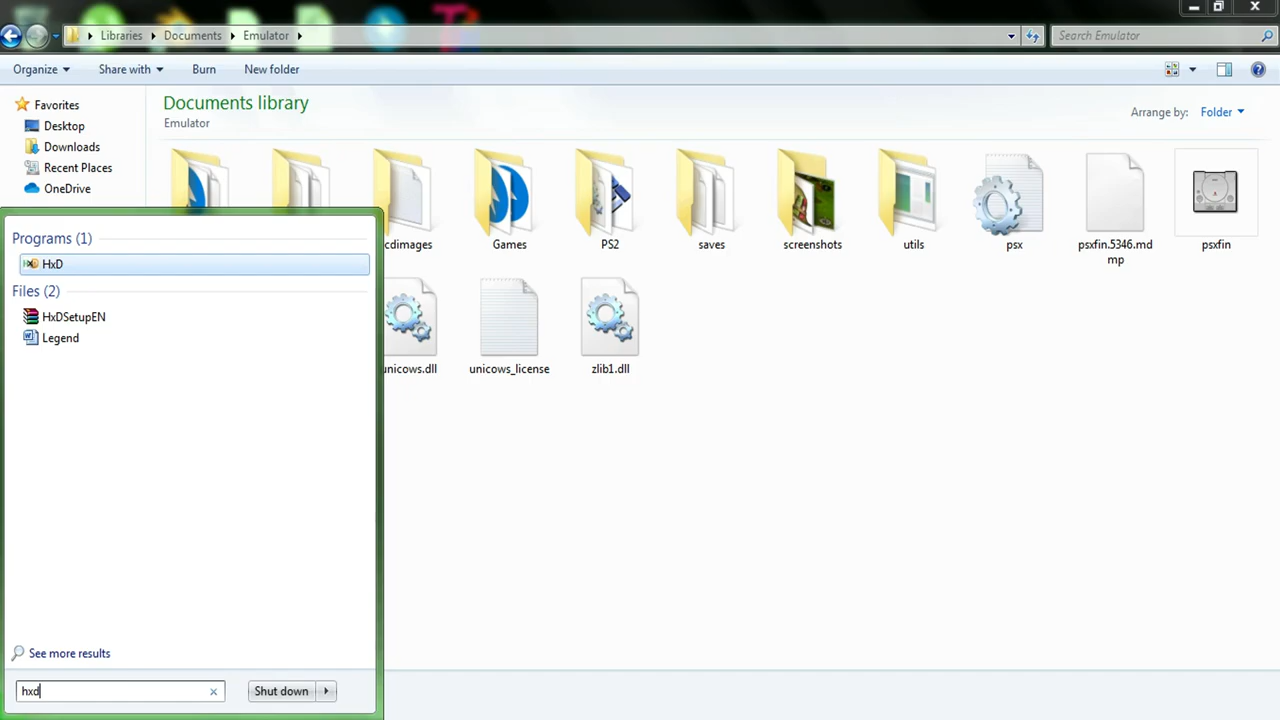 Libraries Documents Emulator
Search Emulator
Organize Share with Burn New folder
Favorites
Desktop
Downloads
Recent Places
OneDrive
Documents library
Emulator
Arrange by: Folder
cdimages Games PS2 saves screenshots utils psx psxfin.5346.md
mp psxfin
unicows.dll unicows_license zlib1.dll
Programs (1)
HxD
Files (2)
HxDSetupEN
Legend
See more results
hxd
Shut down